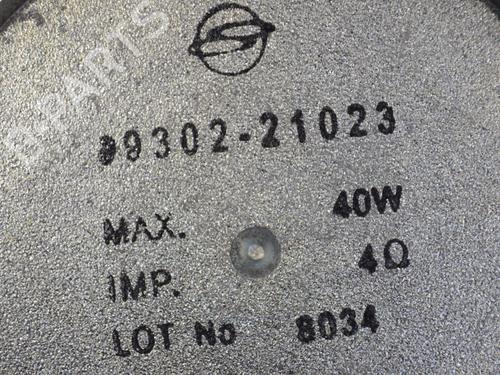 89302-21023
MAX. 40W
IMP. 4Ω
LOT No 8034
B-PARTS